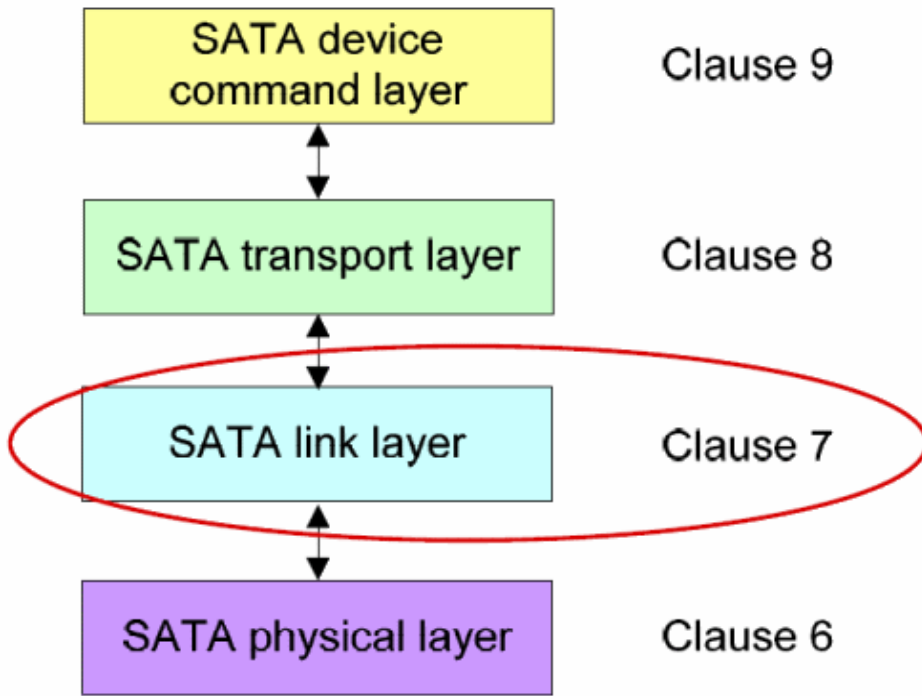 SATA device
command layer
Clause 9
SATA transport layer
Clause 8
SATA link layer
Clause 7
SATA physical layer
Clause 6